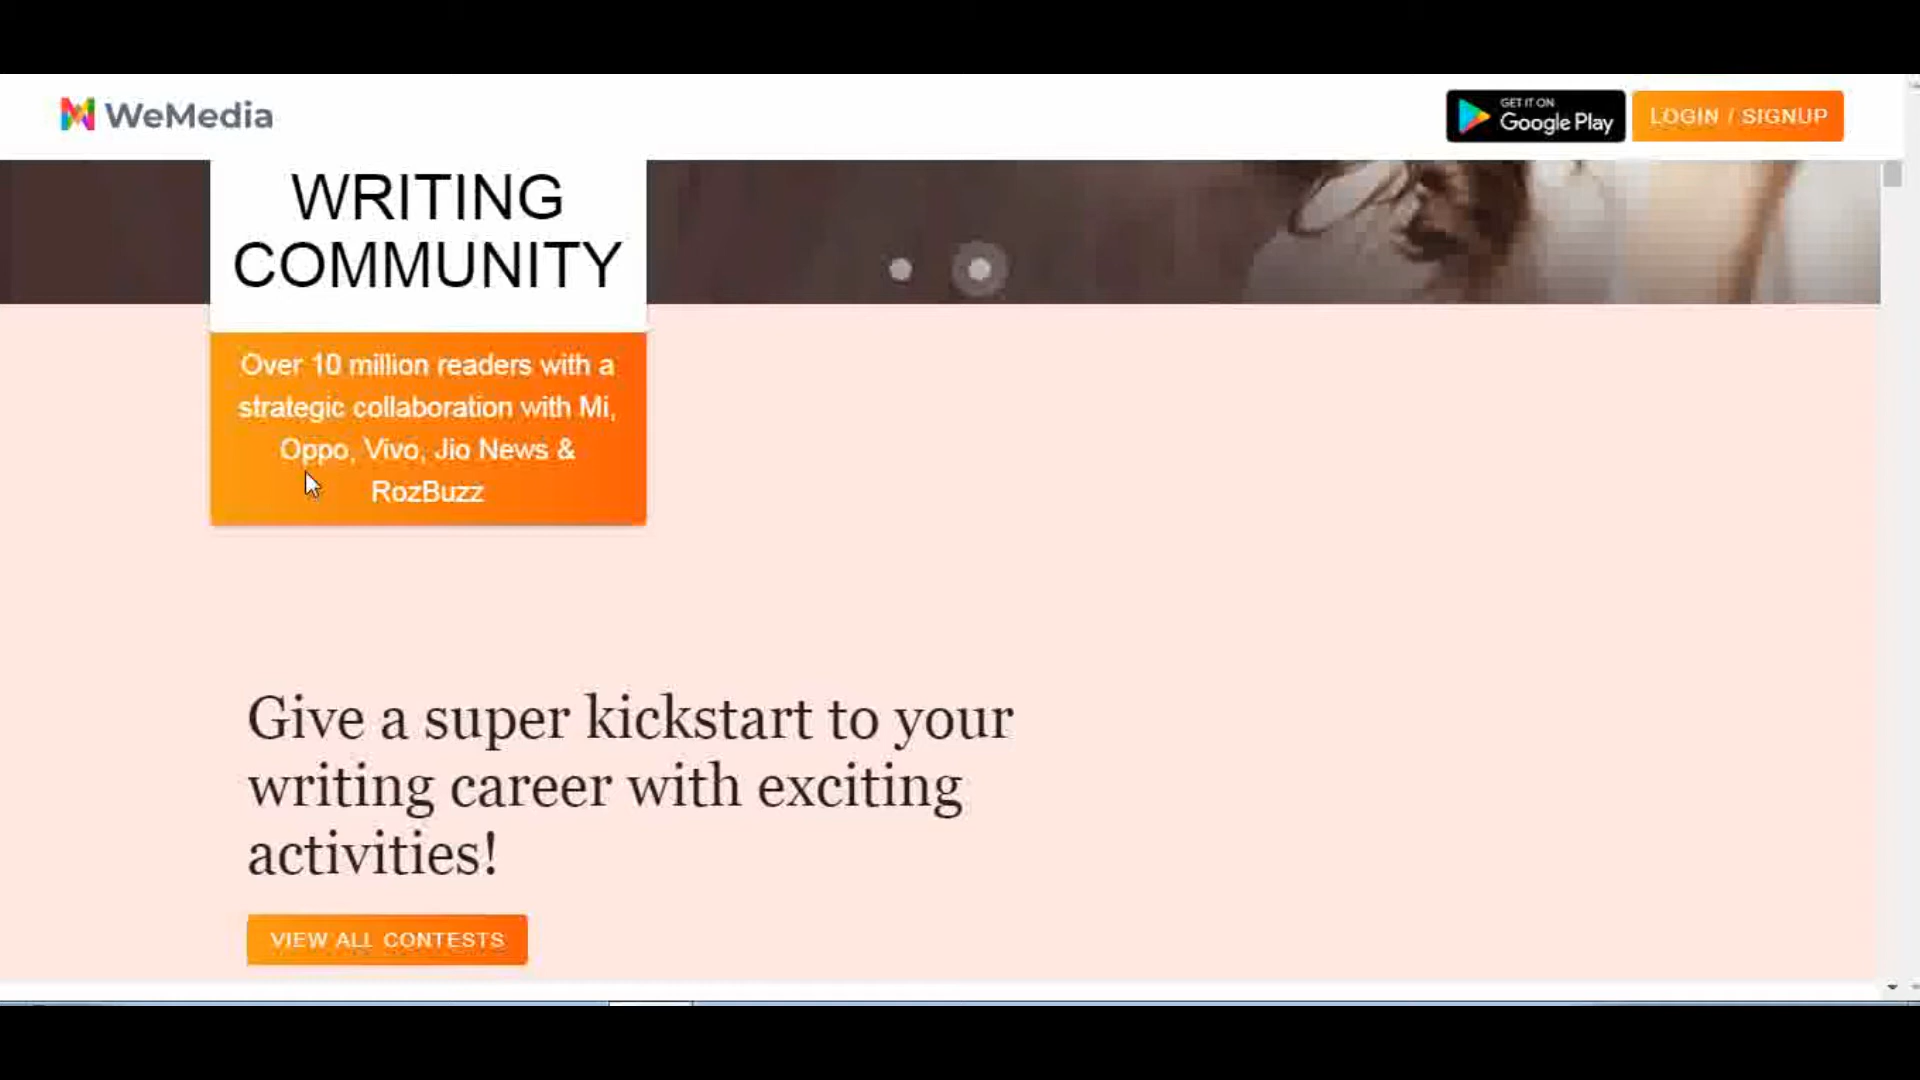 WeMedia
GET IT ON
Google Play
LOGIN / SIGNUP
WRITING
COMMUNITY
Over 10 million readers with a
strategic collaboration with Mi,
Oppo, Vivo, Jio News &
RozBuzz
Give a super kickstart to your
writing career with exciting
activities!
VIEW ALL CONTESTS